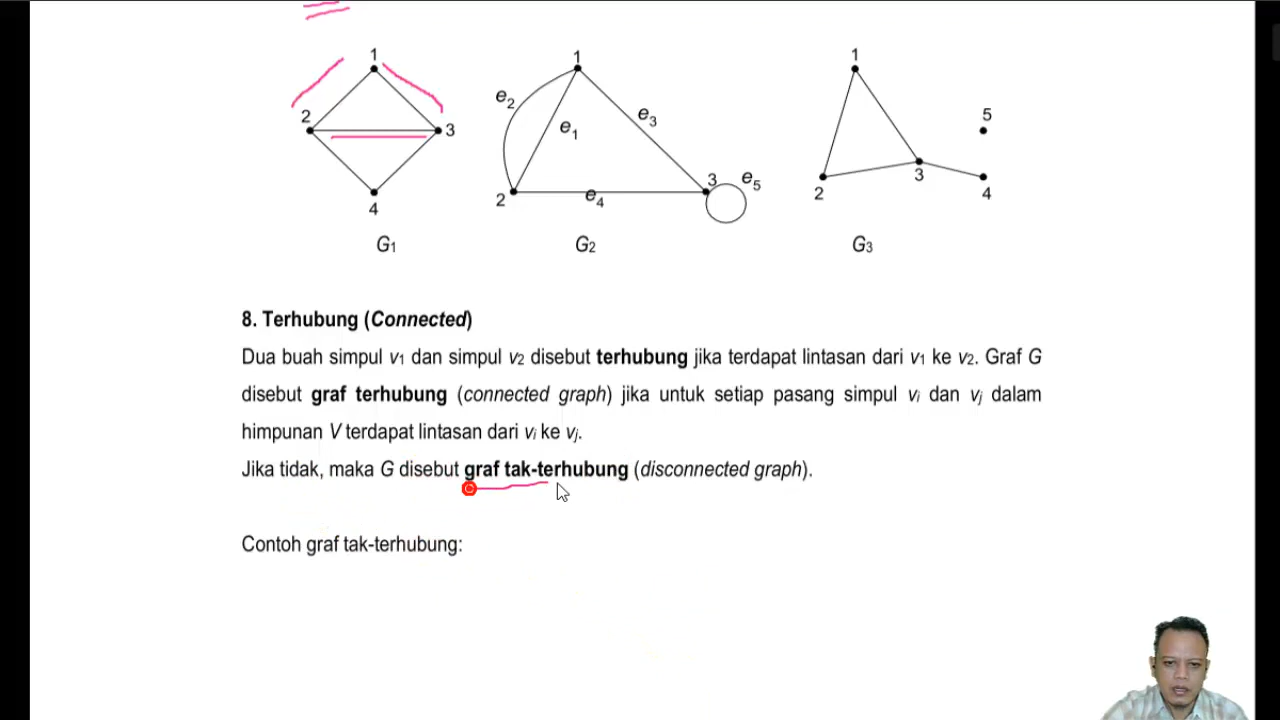 1
2
3
4
G1
1
e2
e1
e3
2
e4
3
e5
G2
1
2
3
5
4
G3
8. Terhubung (Connected)
Dua buah simpul v1 dan simpul v2 disebut terhubung jika terdapat lintasan dari v1 ke v2. Graf G
disebut graf terhubung (connected graph) jika untuk setiap pasang simpul vi dan vj dalam
himpunan V terdapat lintasan dari vi ke vj.
Jika tidak, maka G disebut graf tak-terhubung (disconnected graph).
Contoh graf tak-terhubung: